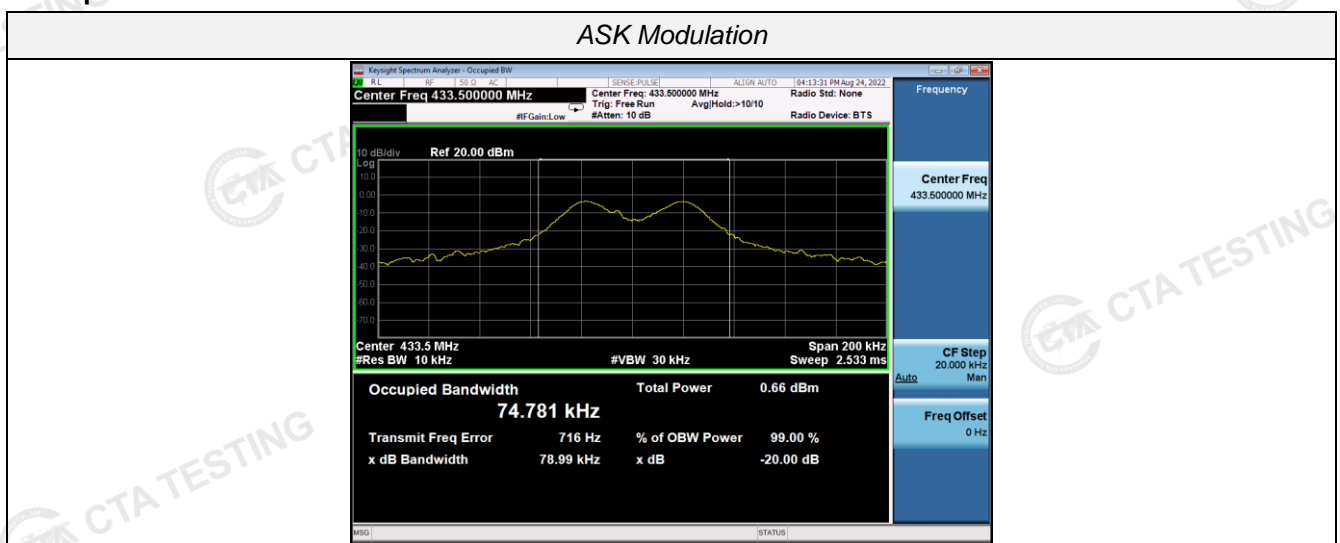 ASK Modulation
Keysight Spectrum Analyzer - Occupied BW
RL RF 50 Ω AC SENSE:PULSE ALIGN AUTO 04:13:31 PM Aug 24, 2022
Center Freq 433.500000 MHz Center Freq: 433.500000 MHz Radio Std: None Frequency
Trig: Free Run Avg|Hold:>10/10
#IFGain:Low #Atten: 10 dB Radio Device: BTS
10 dB/div Ref 20.00 dBm
Log
10.0
0.00
-10.0
-20.0
-30.0
-40.0
-50.0
-60.0
-70.0
Center Freq
433.500000 MHz
Center 433.5 MHz Span 200 kHz
#Res BW 10 kHz #VBW 30 kHz Sweep 2.533 ms
CF Step
20.000 kHz
Auto Man
Occupied Bandwidth Total Power 0.66 dBm
74.781 kHz
Transmit Freq Error 716 Hz % of OBW Power 99.00 %
x dB Bandwidth 78.99 kHz x dB -20.00 dB
Freq Offset
0 Hz
MSG STATUS
CTA TESTING
CTA TESTING